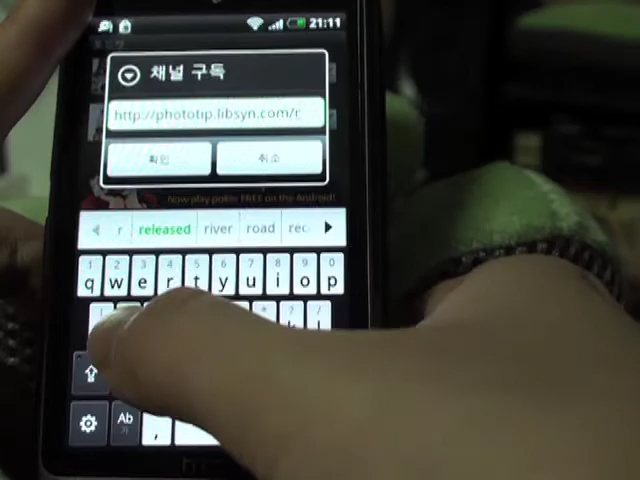 21:11
채널 구독
http://phototip.libsyn.com/r
확인 취소
Now play poker FREE on the Android!
r released river road rec
1 2 3 4 5 6 7 8 9 0
q w e r t y u i o p
* /
k l
Ab
,
htc